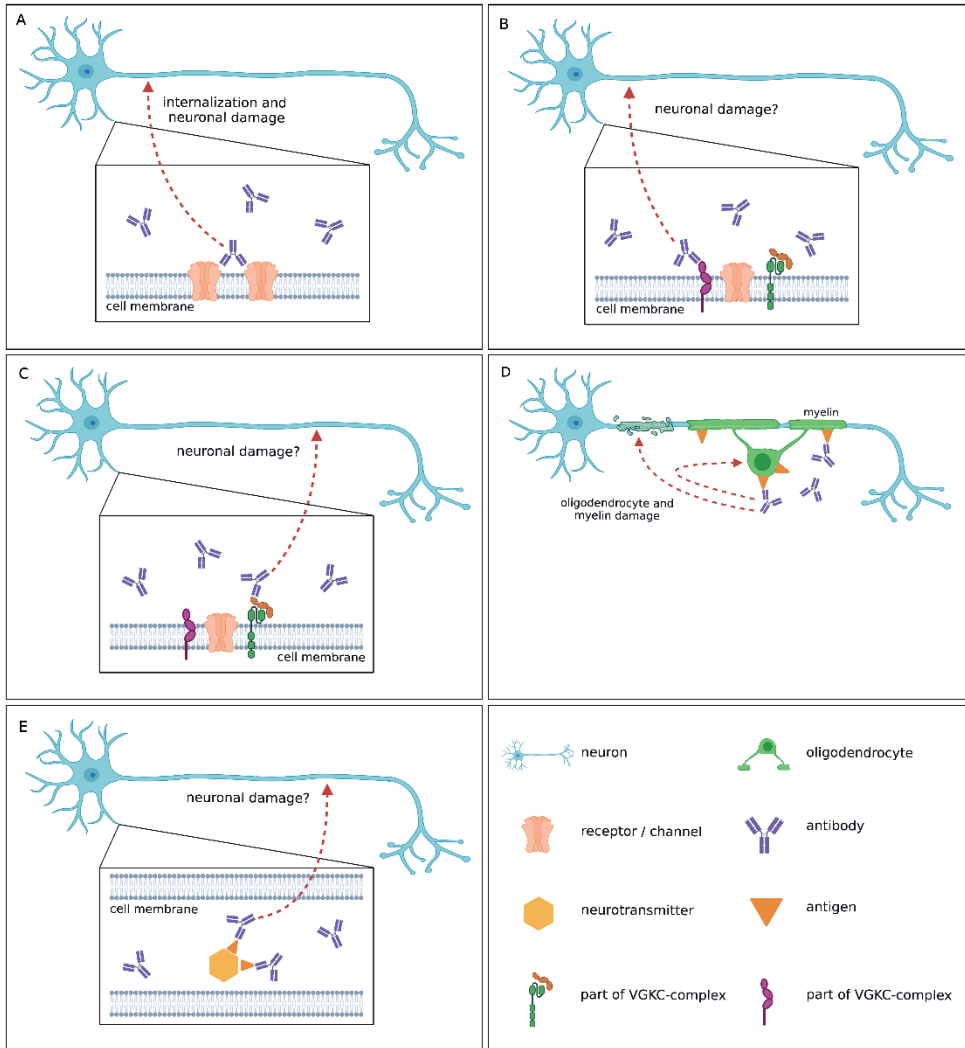 A
internalization and
neuronal damage
cell membrane
B
neuronal damage?
cell membrane
C
neuronal damage?
cell membrane
D
myelin
oligodendrocyte and
myelin damage
E
neuronal damage?
cell membrane
neuron
oligodendrocyte
receptor / channel
antibody
neurotransmitter
antigen
part of VGKC-complex
part of VGKC-complex